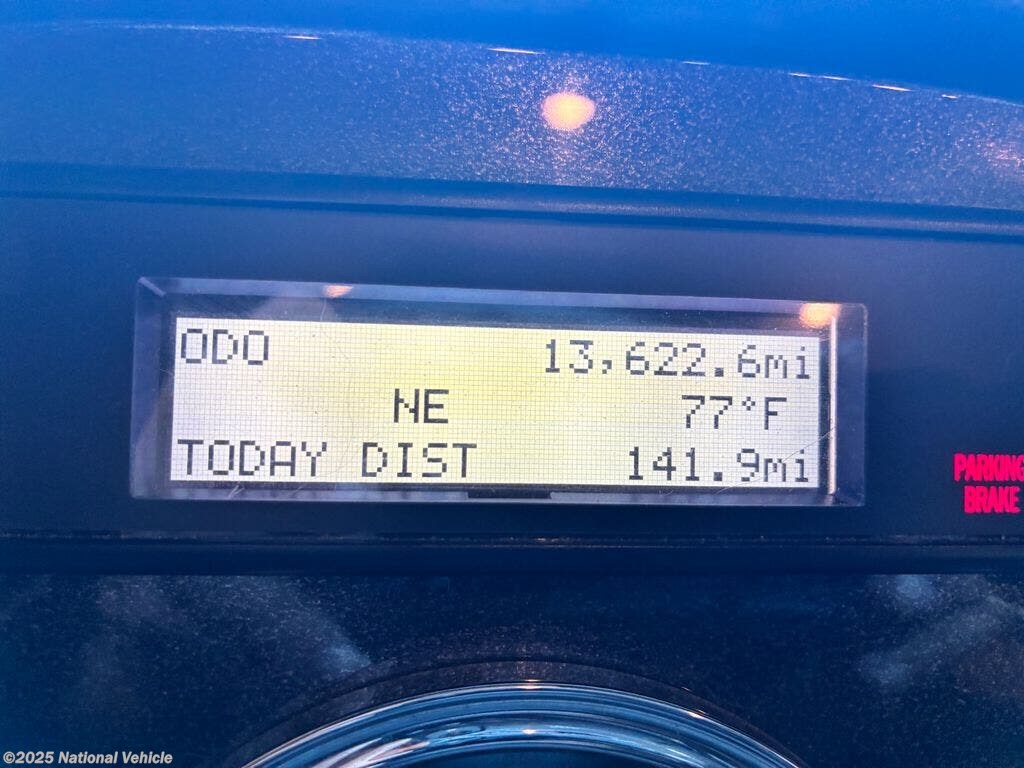 ODO 13,622.6mi
NE 77°F
TODAY DIST 141.9mi
PARKING
BRAKE
©2025 National Vehicle